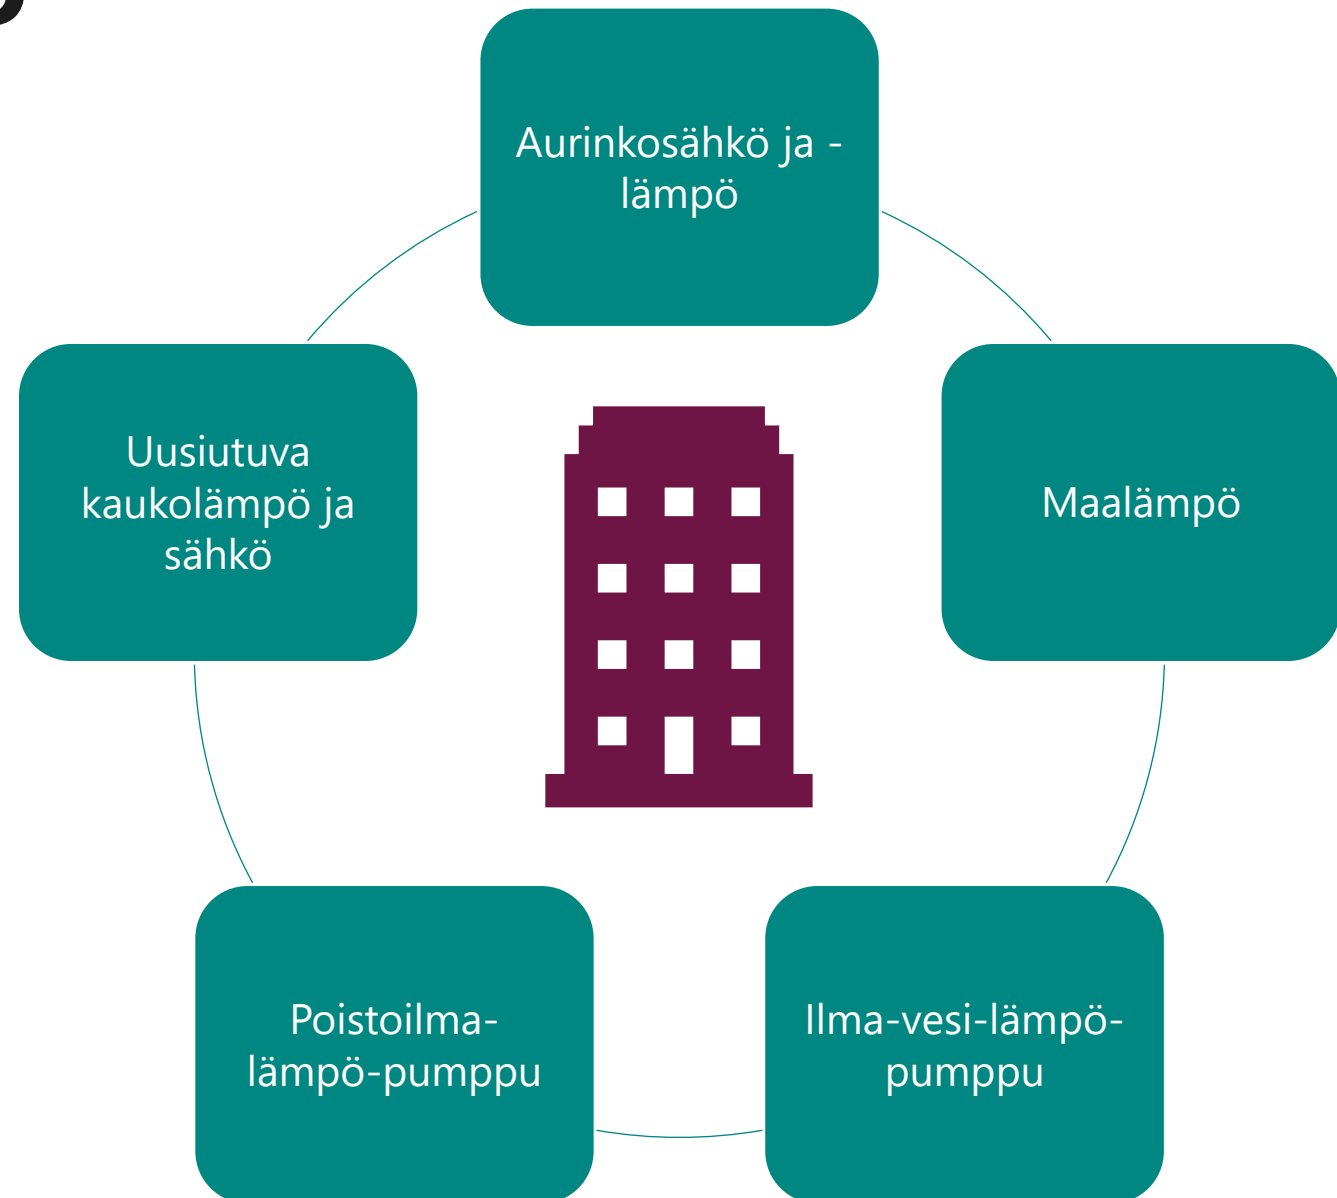 Aurinkosähkö ja -
lämpö
Uusiutuva
kaukolämpö ja
sähkö
Maalämpö
Poistoilma-
lämpö-pumppu
Ilma-vesi-lämpö-
pumppu